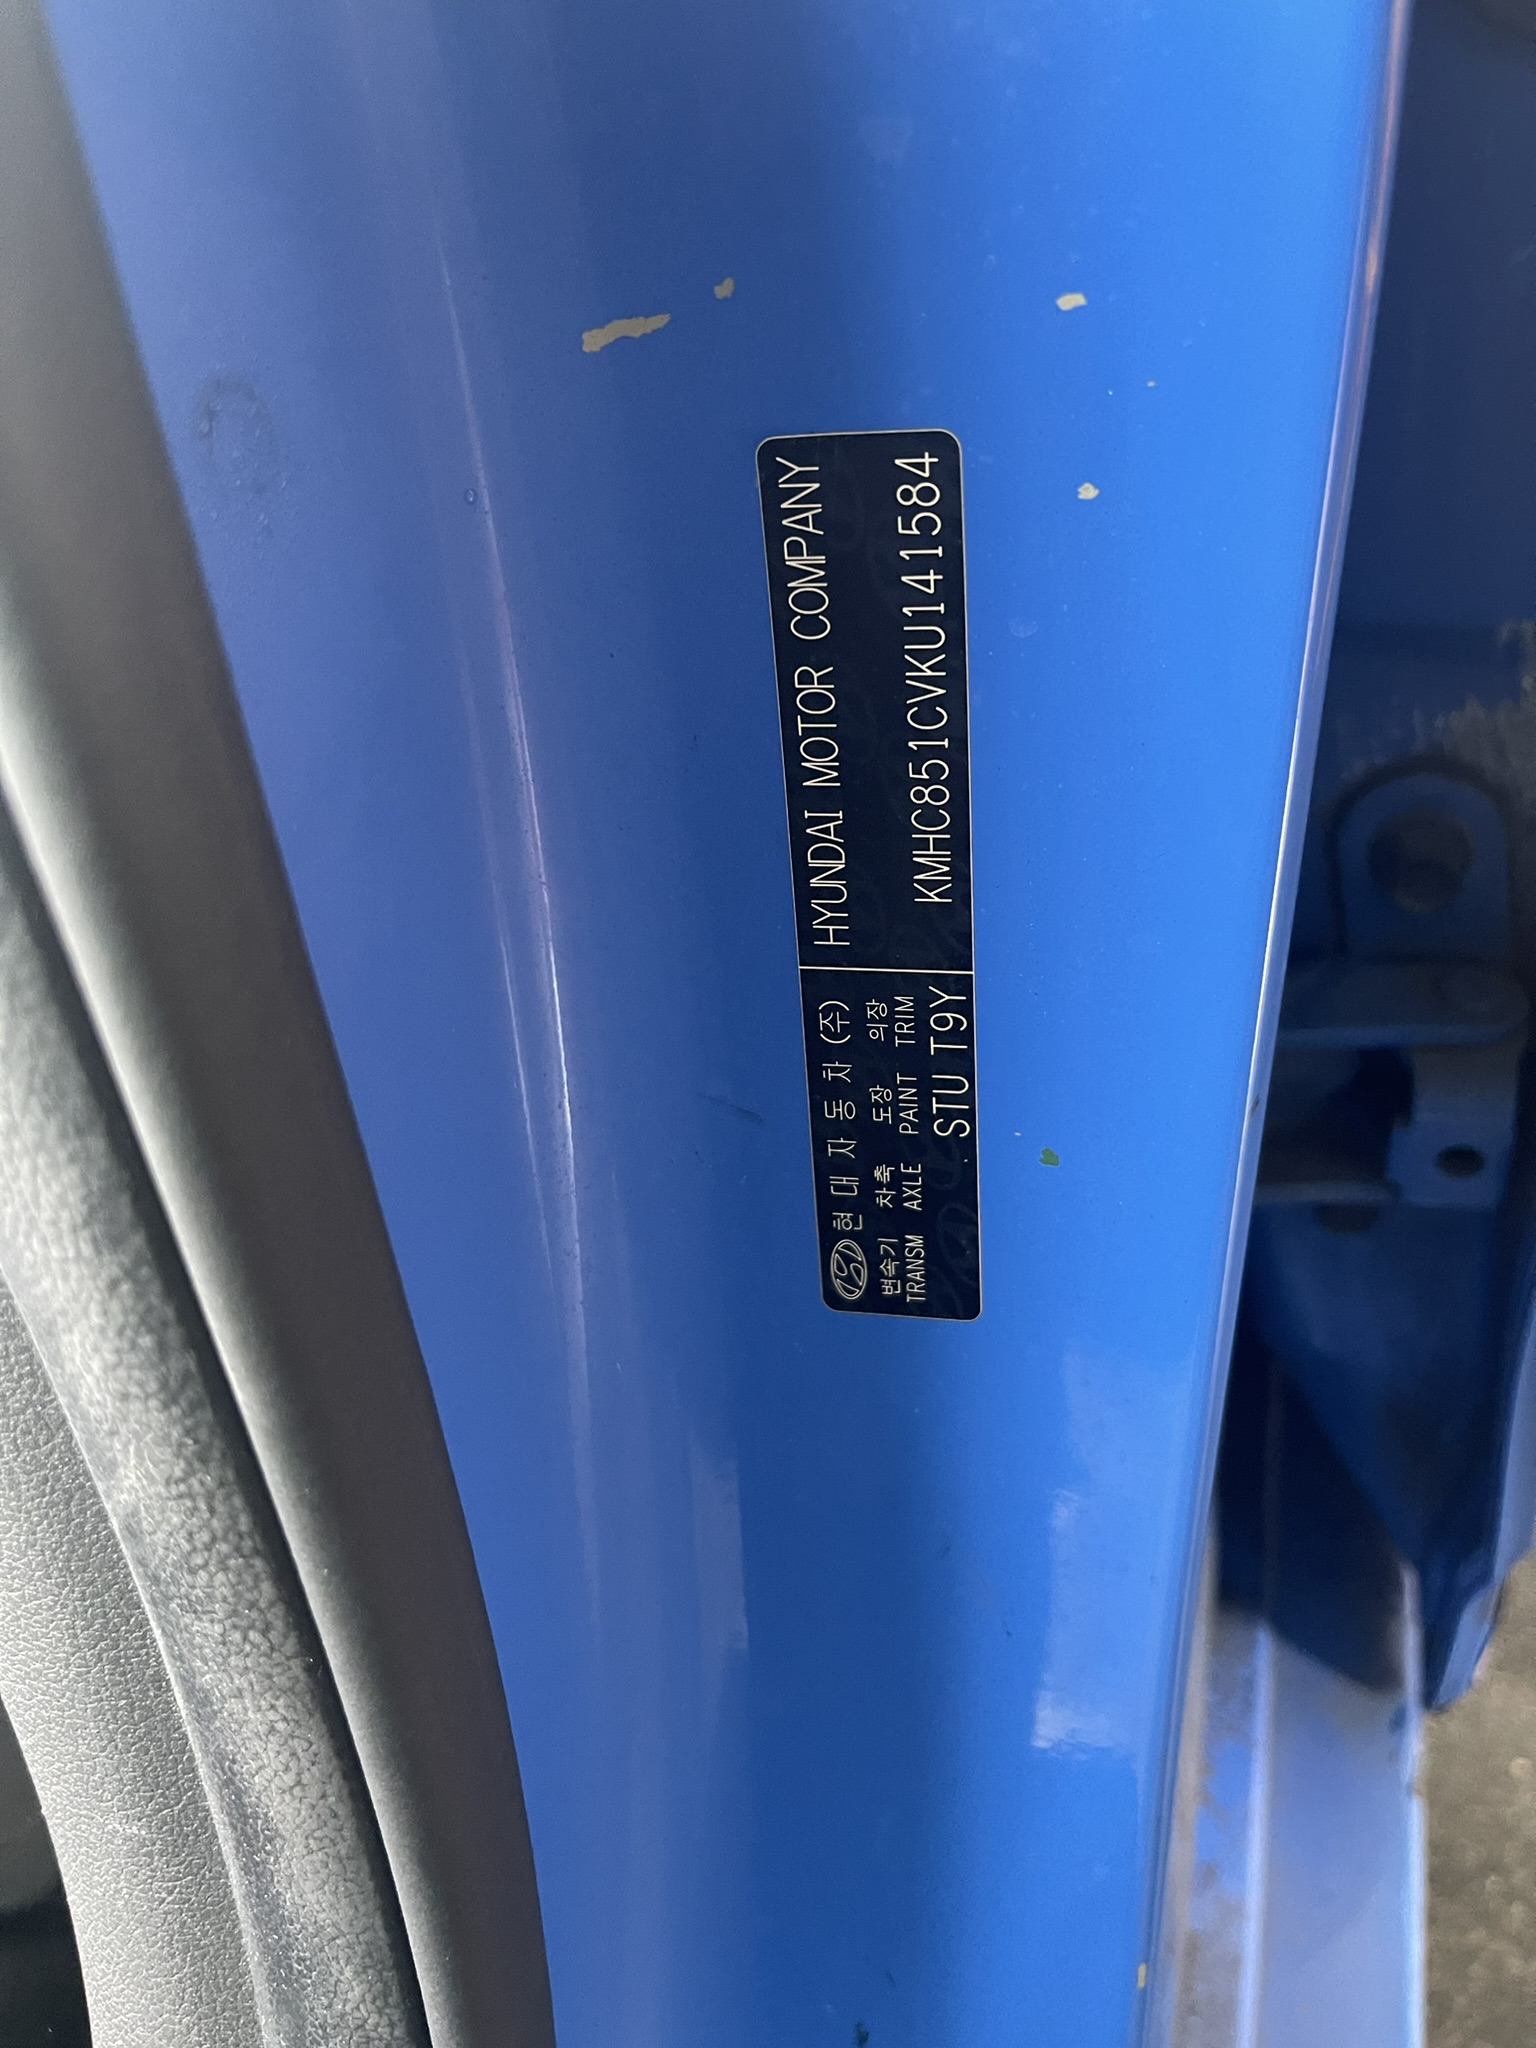 현대자동차(주)
변속기 차축 도장 의장
TRANSM AXLE PAINT TRIM
STU T9Y
HYUNDAI MOTOR COMPANY
KMHC851CVKU141584